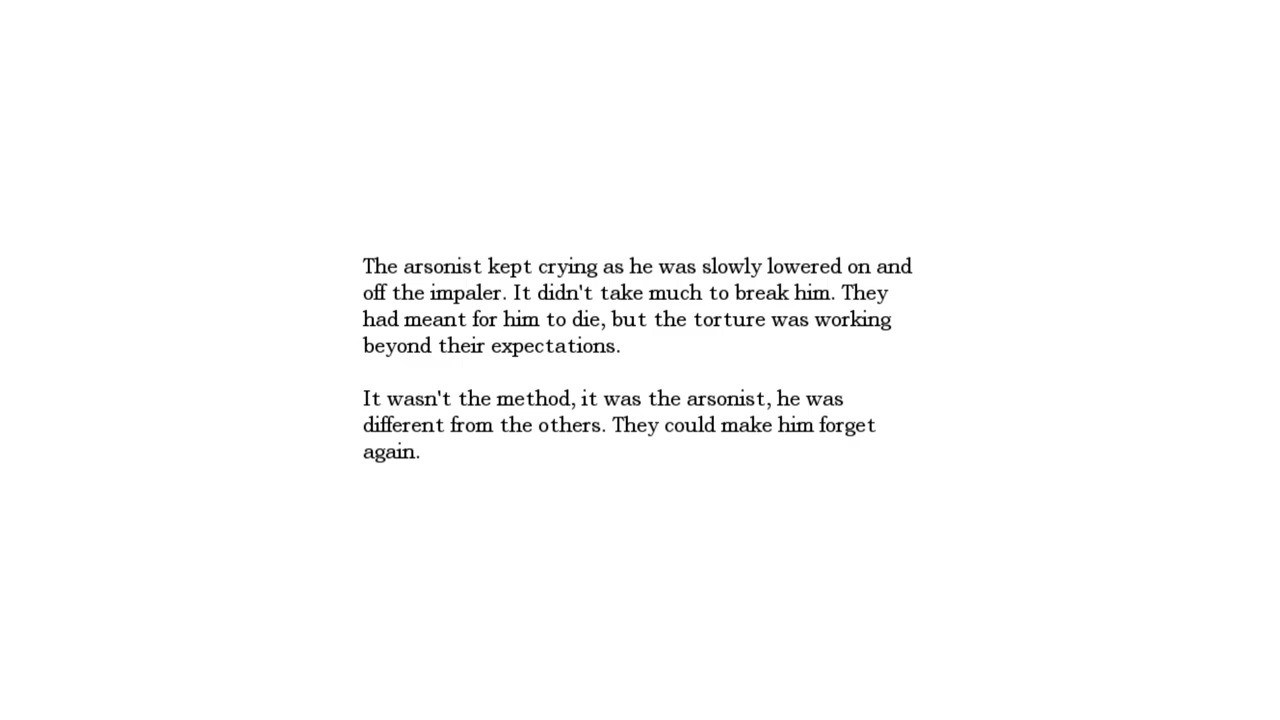 The arsonist kept crying as he was slowly lowered on and
off the impaler. It didn't take much to break him. They
had meant for him to die, but the torture was working
beyond their expectations.
It wasn't the method, it was the arsonist, he was
different from the others. They could make him forget
again.